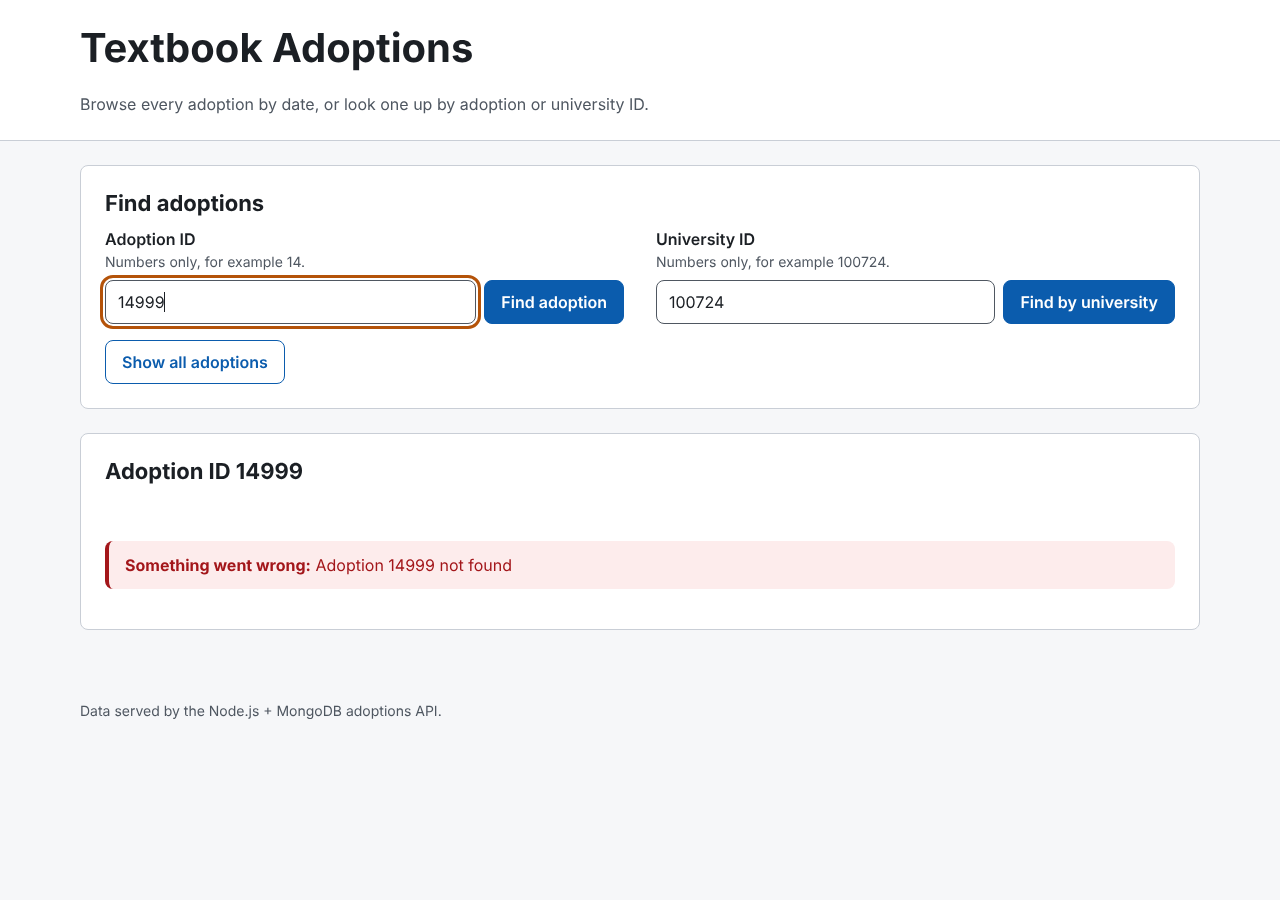 Textbook Adoptions
Browse every adoption by date, or look one up by adoption or university ID.
Find adoptions
Adoption ID
Numbers only, for example 14.
14999
Find adoption
University ID
Numbers only, for example 100724.
100724
Find by university
Show all adoptions
Adoption ID 14999
Something went wrong: Adoption 14999 not found
Data served by the Node.js + MongoDB adoptions API.